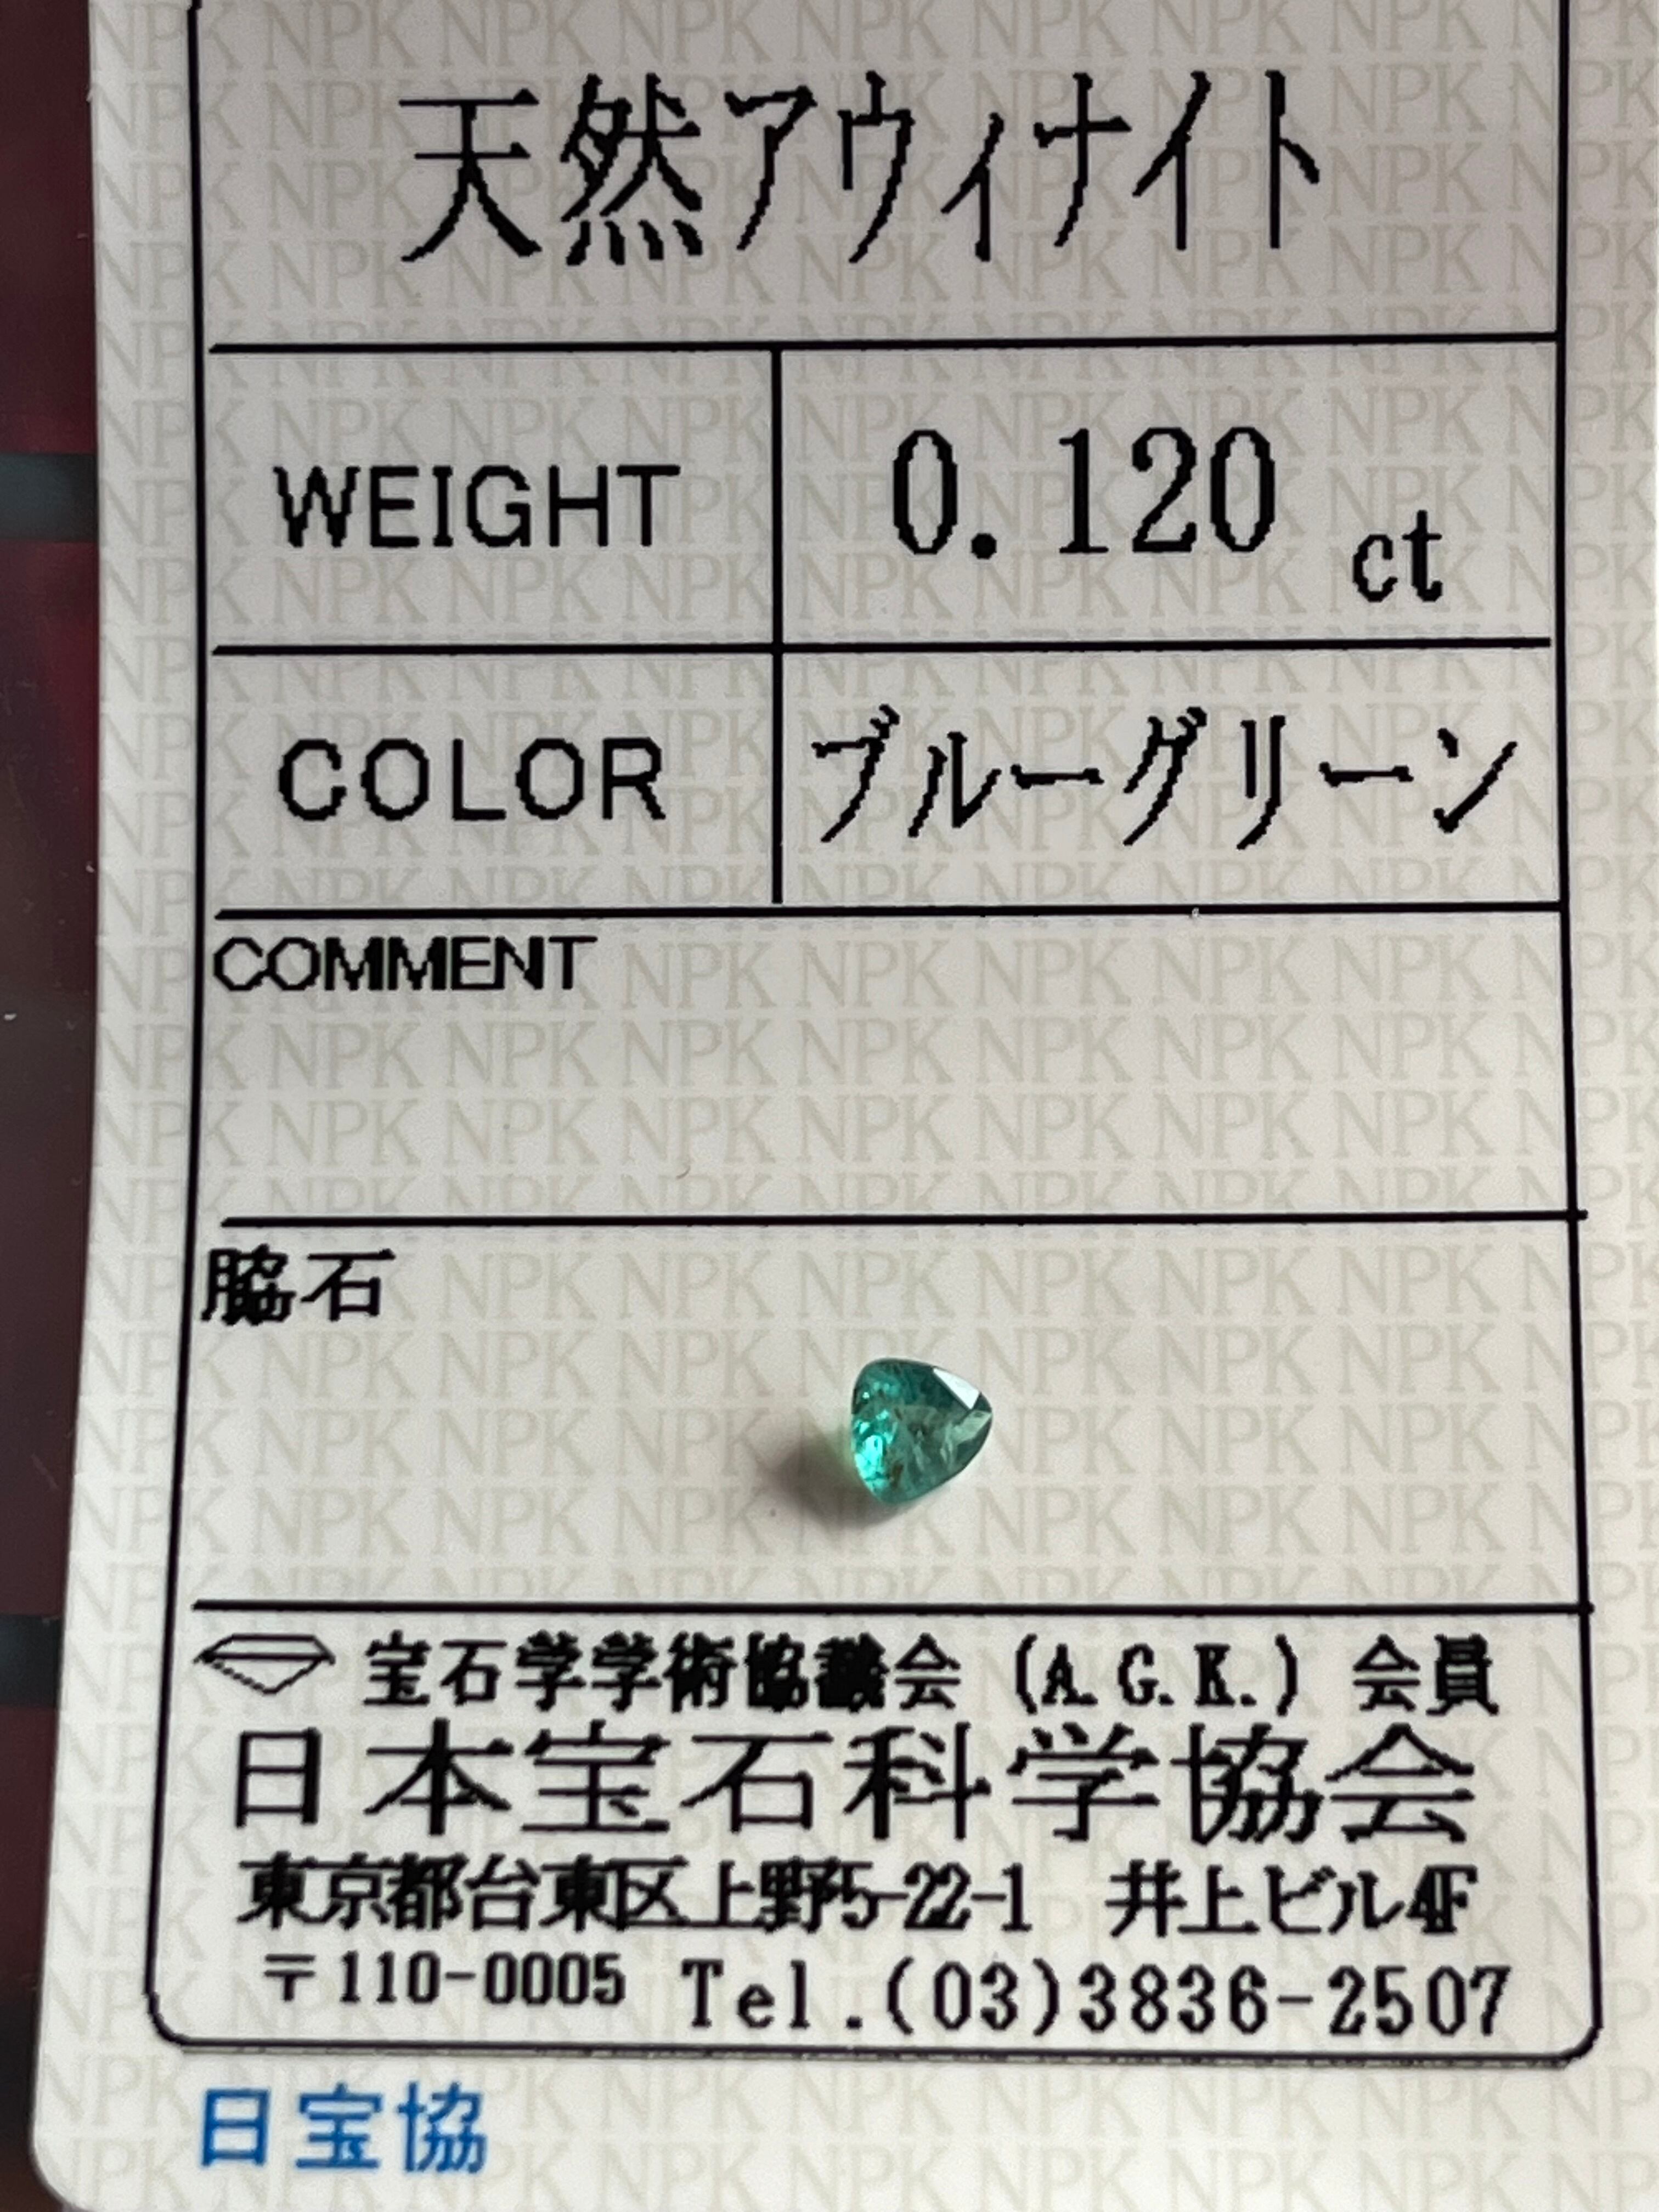 天然アウィナイト
WEIGHT 0.120 ct
COLOR ブルーグリーン
COMMENT
脇石
宝石学学術協議会 (A.G.K.) 会員
日本宝石科学協会
東京都台東区上野5-22-1 井上ビル4F
〒110-0005 Tel.(03)3836-2507
日宝協